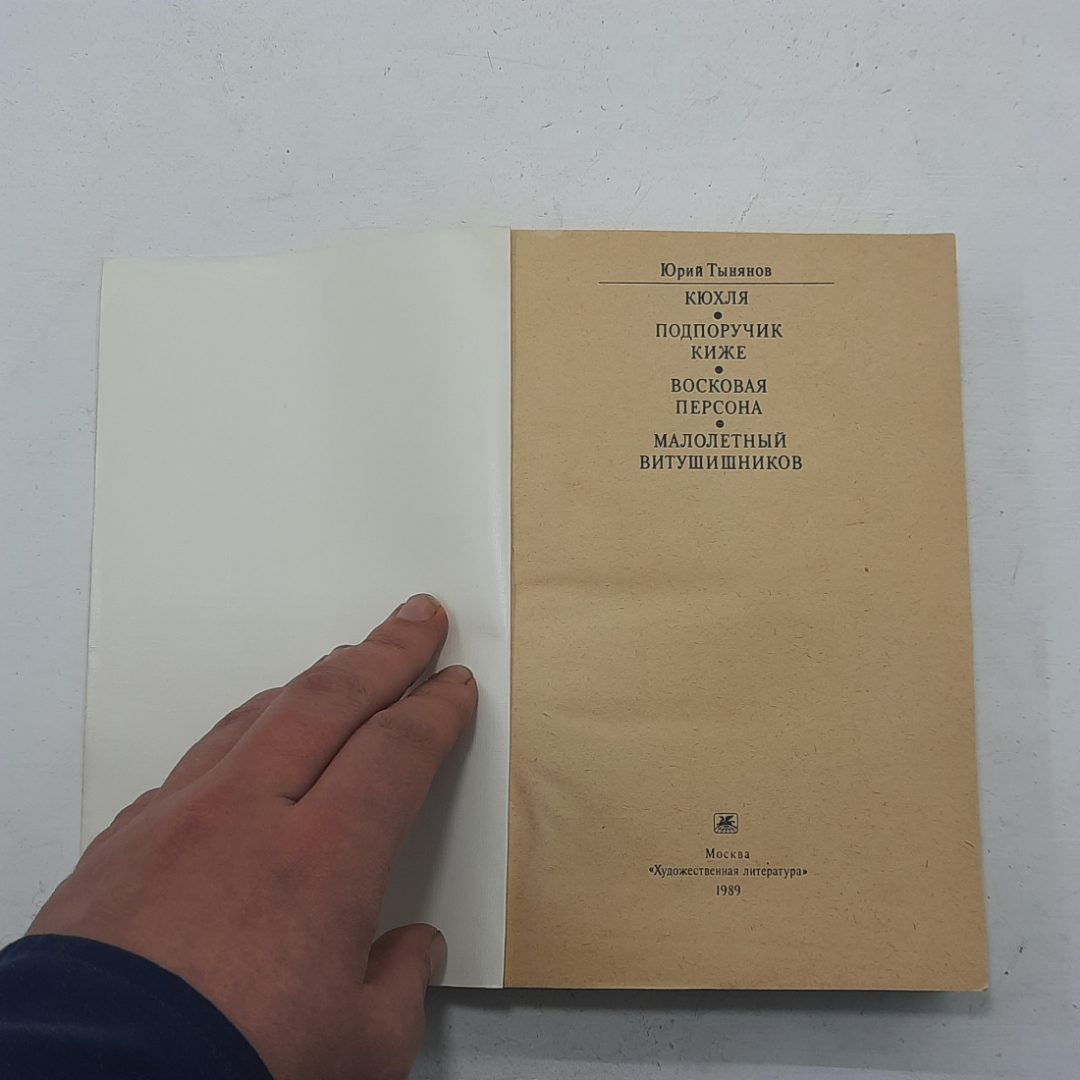 Юрий Тынянов
КЮХЛЯ
ПОДПОРУЧИК
КИЖЕ
ВОСКОВАЯ
ПЕРСОНА
МАЛОЛЕТНЫЙ
ВИТУШИШНИКОВ
Москва
«Художественная литература»
1989